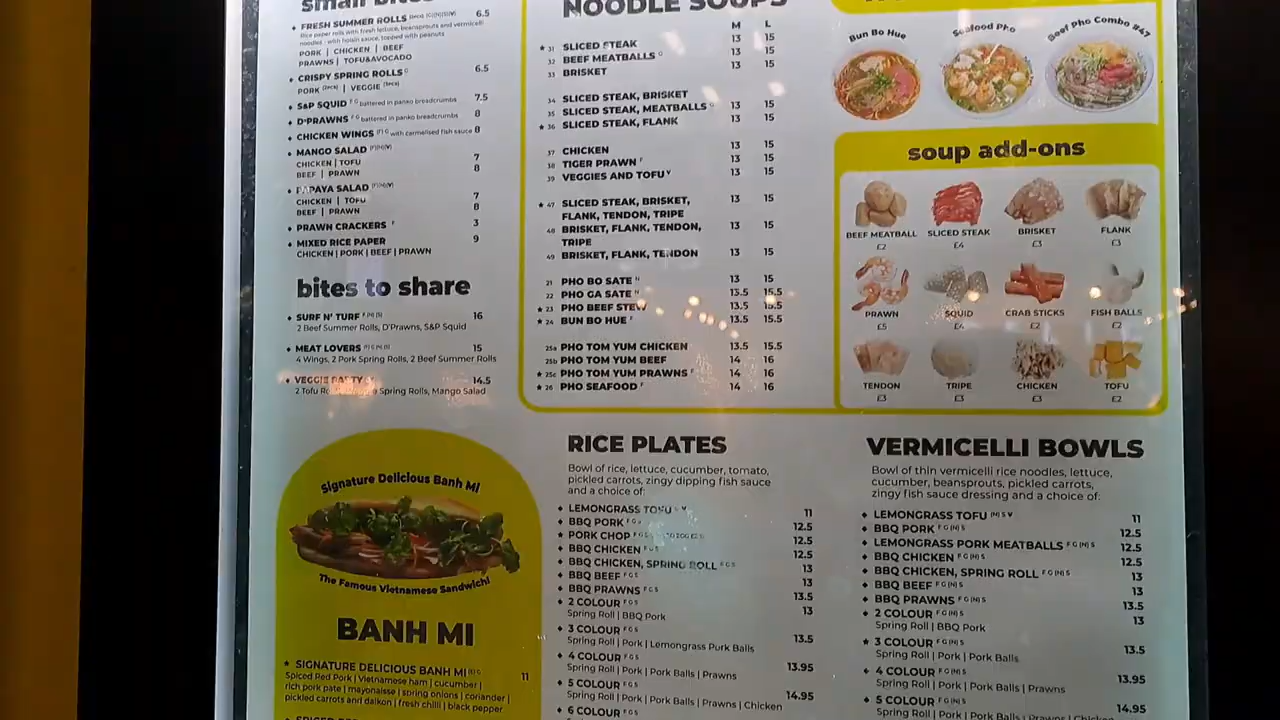 small bites
FRESH SUMMER ROLLS 6.5
Rice paper rolls with fresh lettuce, beansprouts and vermicelli
noodles - with hoisin sauce, topped with peanuts
PORK | CHICKEN | BEEF
PRAWNS | TOFU&AVOCADO
CRISPY SPRING ROLLS 6.5
PORK | VEGGIE
S&P SQUID battered in panko breadcrumbs 7.5
D'PRAWNS battered in panko breadcrumbs 8
CHICKEN WINGS with carmelised fish sauce 8
MANGO SALAD
CHICKEN | TOFU 7
BEEF | PRAWN 8
PAPAYA SALAD
CHICKEN | TOFU 7
BEEF | PRAWN 8
PRAWN CRACKERS 3
MIXED RICE PAPER 9
CHICKEN | PORK | BEEF | PRAWN
bites to share
SURF N' TURF 16
2 Beef Summer Rolls, D'Prawns, S&P Squid
MEAT LOVERS 15
4 Wings, 2 Pork Spring Rolls, 2 Beef Summer Rolls
VEGGIE PARTY 14.5
2 Tofu Spring Rolls, Mango Salad
NOODLE SOUPS
M L
31 SLICED STEAK 13 15
32 BEEF MEATBALLS 13 15
33 BRISKET 13 15
34 SLICED STEAK, BRISKET 13 15
35 SLICED STEAK, MEATBALLS 13 15
36 SLICED STEAK, FLANK 13 15
37 CHICKEN 13 15
38 TIGER PRAWN 13 15
39 VEGGIES AND TOFU 13 15
47 SLICED STEAK, BRISKET, 13 15
FLANK, TENDON, TRIPE
48 BRISKET, FLANK, TENDON, 13 15
TRIPE
49 BRISKET, FLANK, TENDON 13 15
21 PHO BO SATE 13 15
22 PHO GA SATE 13.5 15.5
23 PHO BEEF STEW 13.5 15.5
24 BUN BO HUE 13.5 15.5
25a PHO TOM YUM CHICKEN 13.5 15.5
25b PHO TOM YUM BEEF 14 16
25c PHO TOM YUM PRAWNS 14 16
26 PHO SEAFOOD 14 16
Bun Bo Hue
Seafood Pho
Beef Pho Combo #47
soup add-ons
BEEF MEATBALL SLICED STEAK BRISKET FLANK
£2 £4 £3 £3
PRAWN SQUID CRAB STICKS FISH BALLS
£5 £4 £2 £2
TENDON TRIPE CHICKEN TOFU
£3 £3 £3 £2
Signature Delicious Banh Mi
The Famous Vietnamese Sandwich!
BANH MI
SIGNATURE DELICIOUS BANH MI 11
Spiced Red Pork | Vietnamese ham | cucumber |
rich pork pate | mayonaisse | spring onions | coriander |
pickled carrots and daikon | fresh chilli | black pepper
RICE PLATES
Bowl of rice, lettuce, cucumber, tomato,
pickled carrots, zingy dipping fish sauce
and a choice of:
LEMONGRASS TOFU 11
BBQ PORK 12.5
PORK CHOP 12.5
BBQ CHICKEN 12.5
BBQ CHICKEN, SPRING ROLL 13
BBQ BEEF 13
BBQ PRAWNS 13.5
2 COLOUR 13
Spring Roll | BBQ Pork
3 COLOUR 13.5
Spring Roll | Pork | Lemongrass Pork Balls
4 COLOUR 13.95
Spring Roll | Pork | Pork Balls | Prawns
5 COLOUR 14.95
Spring Roll | Pork | Pork Balls | Prawns | Chicken
6 COLOUR
VERMICELLI BOWLS
Bowl of thin vermicelli rice noodles, lettuce,
cucumber, beansprouts, pickled carrots,
zingy fish sauce dressing and a choice of:
LEMONGRASS TOFU 11
BBQ PORK 12.5
LEMONGRASS PORK MEATBALLS 12.5
BBQ CHICKEN 12.5
BBQ CHICKEN, SPRING ROLL 13
BBQ BEEF 13
BBQ PRAWNS 13.5
2 COLOUR 13
Spring Roll | BBQ Pork
3 COLOUR 13.5
Spring Roll | Pork | Pork Balls
4 COLOUR 13.95
Spring Roll | Pork | Pork Balls | Prawns
5 COLOUR 14.95
Spring Roll | Pork | Pork Balls | Prawns | Chicken